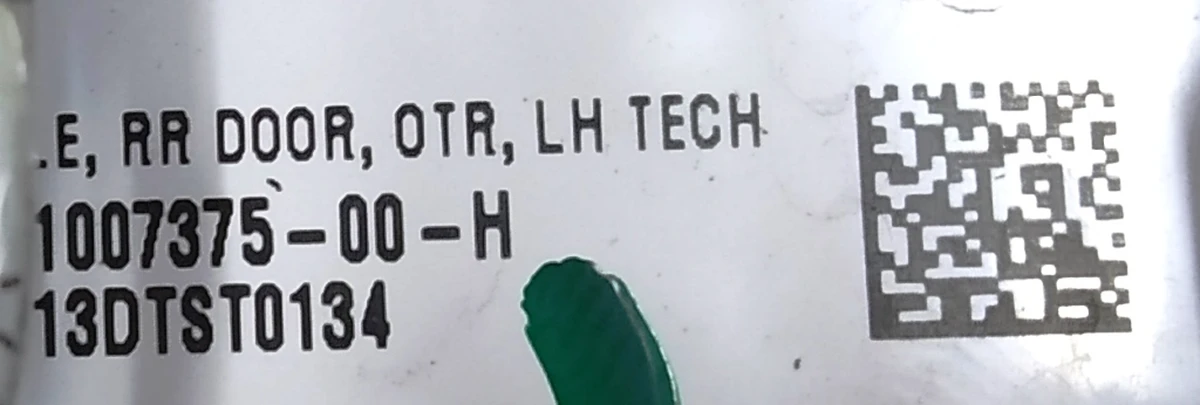 .E, RR DOOR, OTR, LH TECH
1007375-00-H
13DTST0134